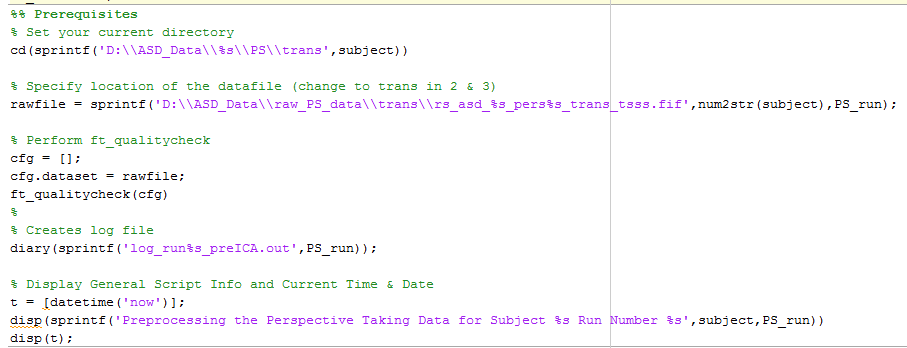 %% Prerequisites
% Set your current directory
cd(sprintf('D:\\ASD_Data\\%s\\PS\\trans',subject))
% Specify location of the datafile (change to trans in 2 & 3)
rawfile = sprintf('D:\\ASD_Data\\raw_PS_data\\trans\\rs_asd_%s_pers%s_trans_tsss.fif',num2str(subject),PS_run);
% Perform ft_qualitycheck
cfg = [];
cfg.dataset = rawfile;
ft_qualitycheck(cfg)
%
% Creates log file
diary(sprintf('log_run%s_preICA.out',PS_run));
% Display General Script Info and Current Time & Date
t = [datetime('now')];
disp(sprintf('Preprocessing the Perspective Taking Data for Subject %s Run Number %s',subject,PS_run))
disp(t);